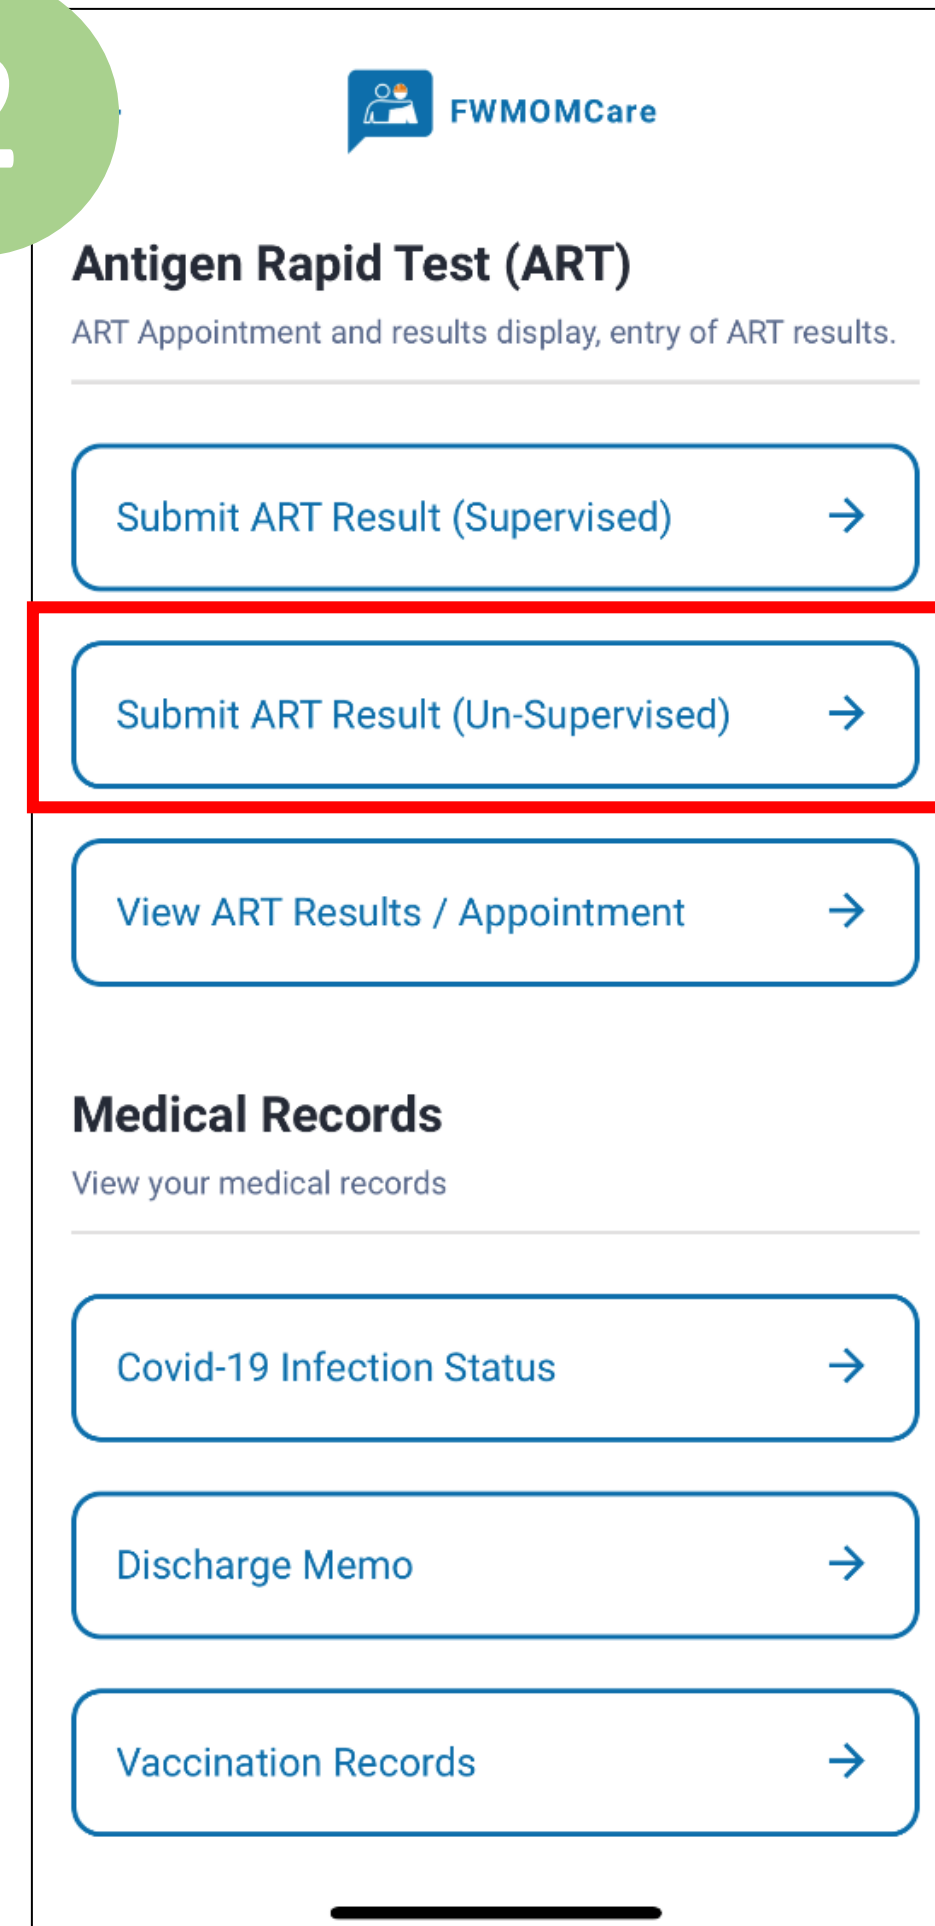 FWMOMCare
Antigen Rapid Test (ART)
ART Appointment and results display, entry of ART results.
Submit ART Result (Supervised)
Submit ART Result (Un-Supervised)
View ART Results / Appointment
Medical Records
View your medical records
Covid-19 Infection Status
Discharge Memo
Vaccination Records